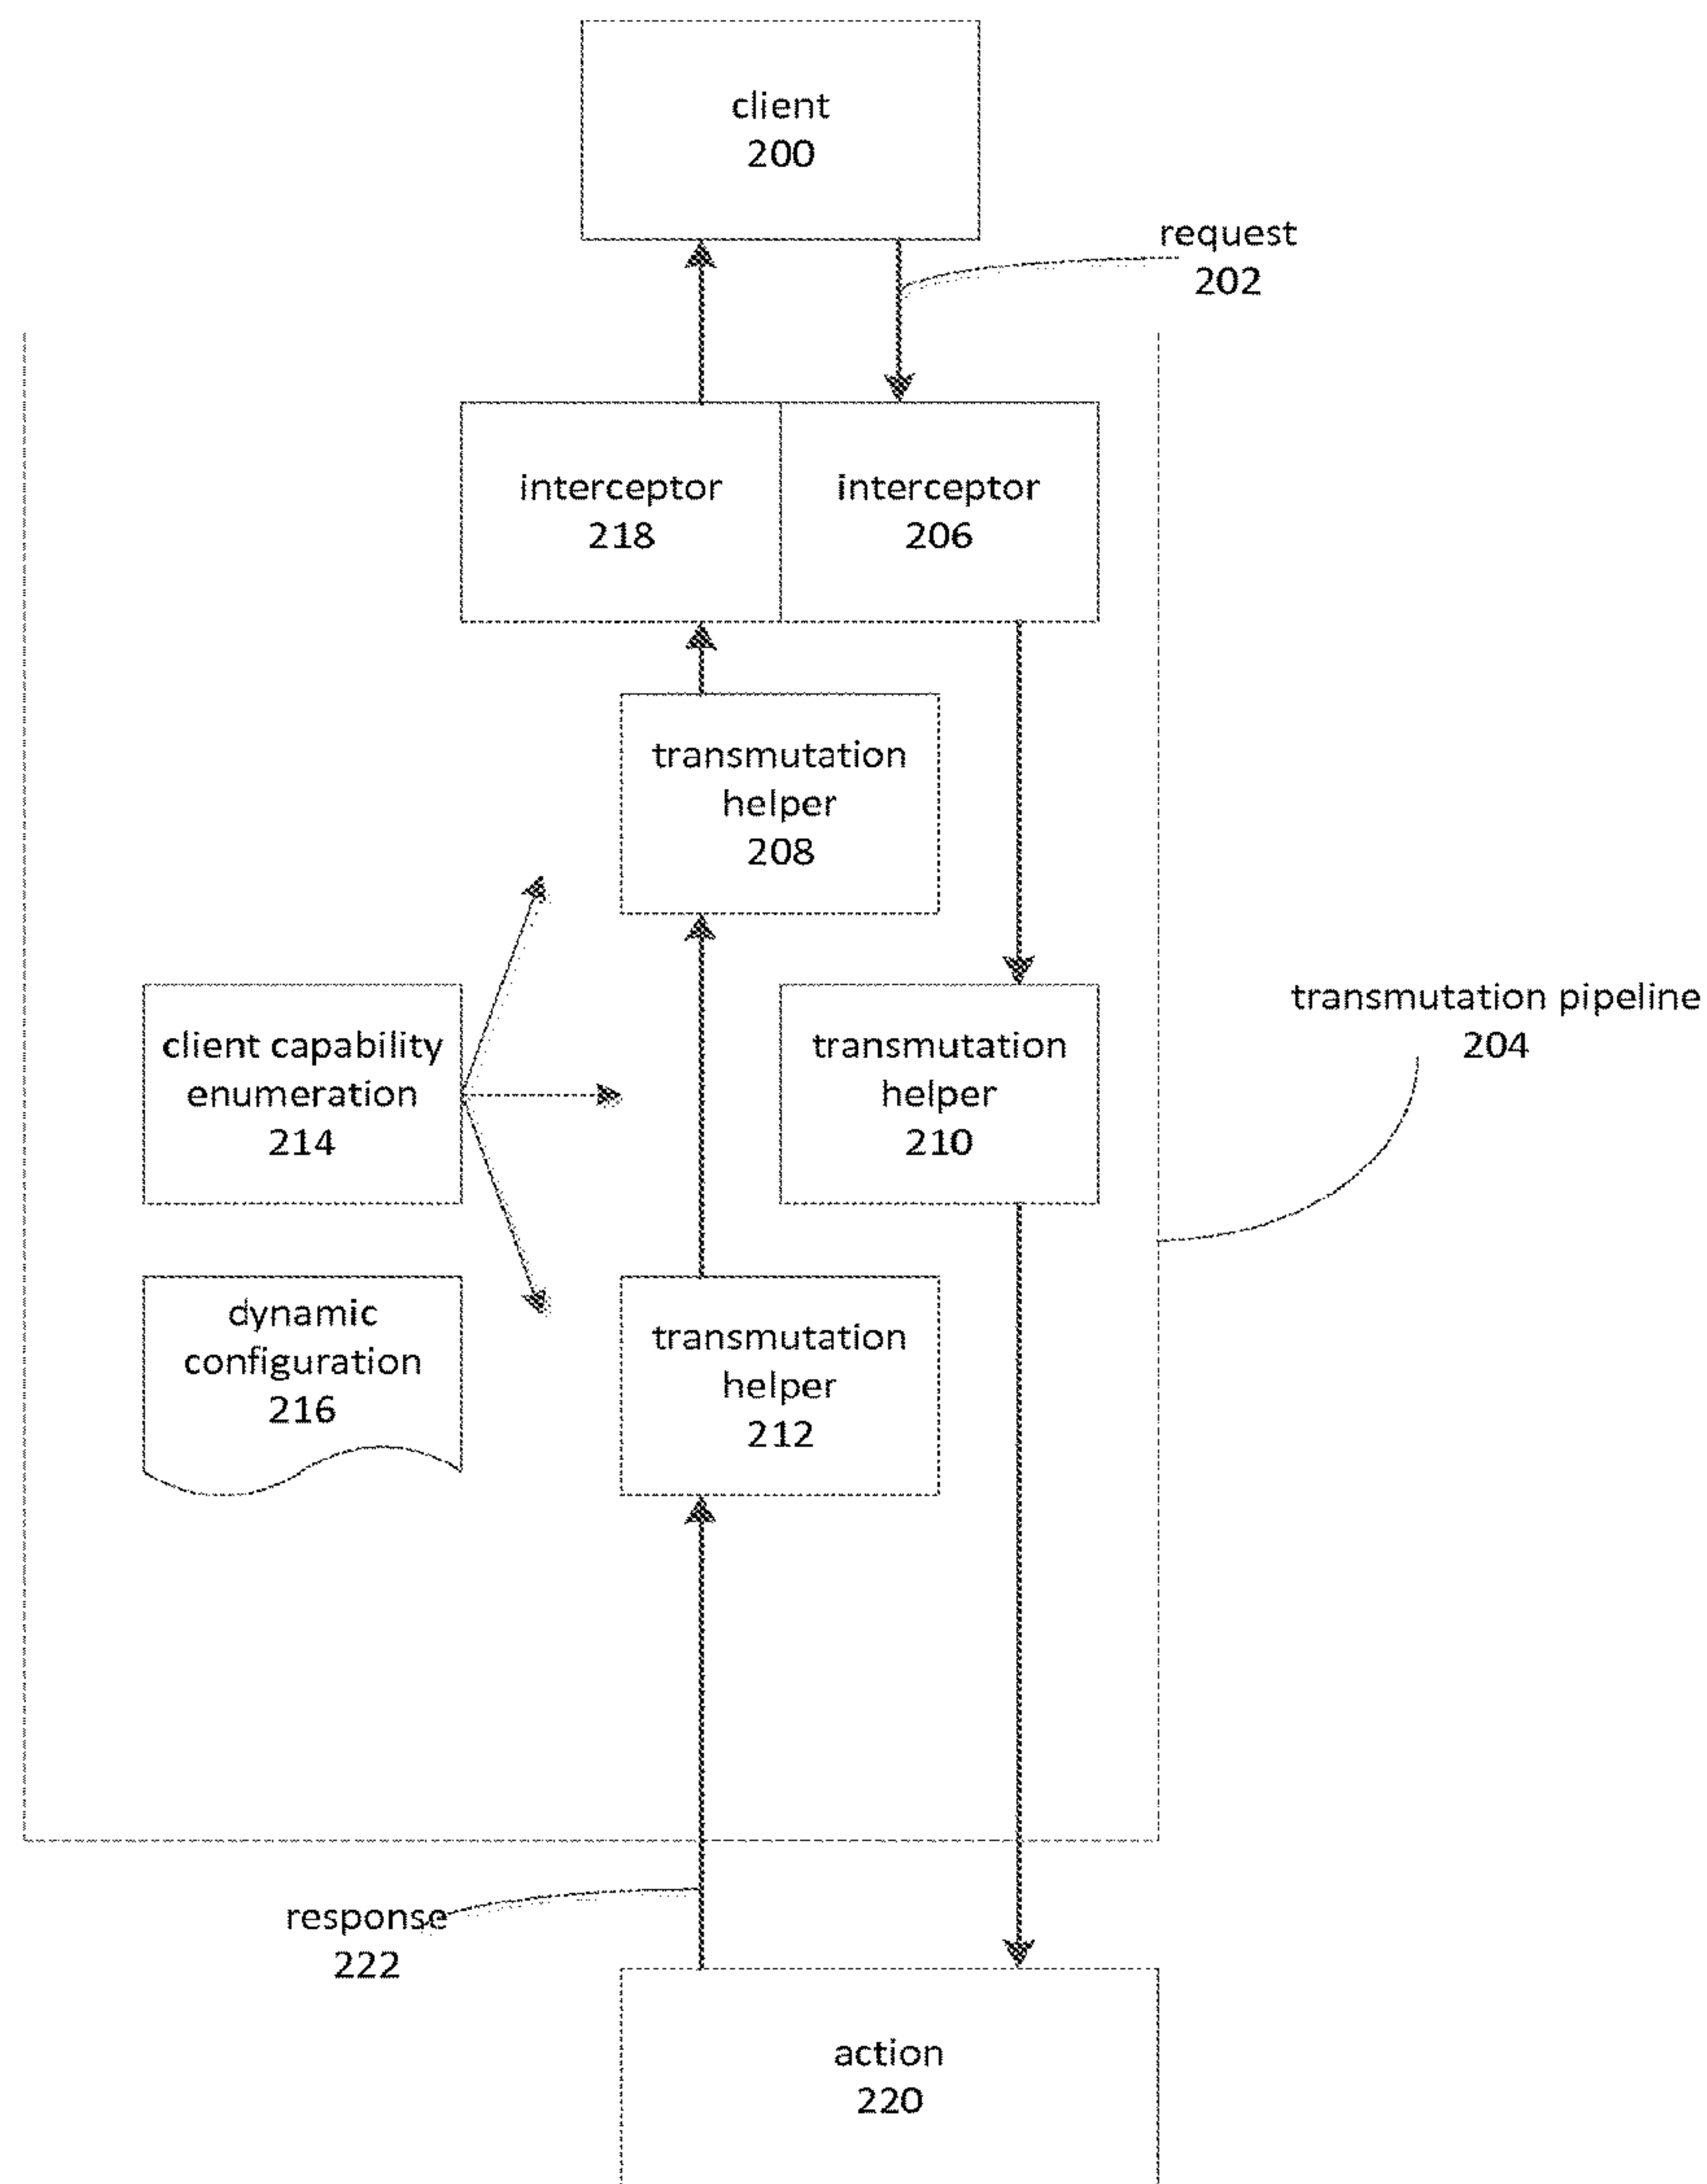 client
200
request
202
interceptor
218
interceptor
206
transmutation
helper
208
client capability
enumeration
214
transmutation
helper
210
transmutation pipeline
204
dynamic
configuration
216
transmutation
helper
212
response
222
action
220